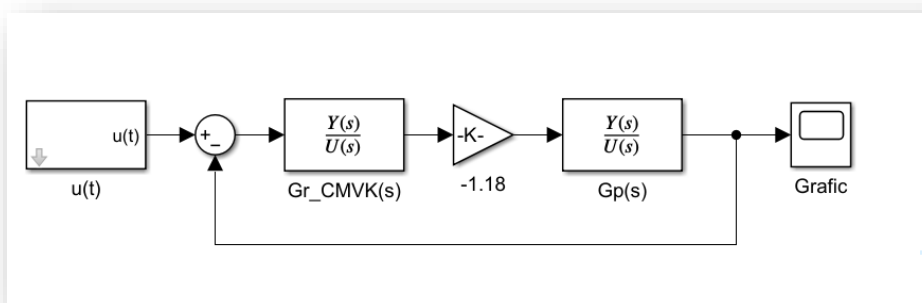 u(t)
u(t)
+
_
Y(s)
U(s)
Gr_CMVK(s)
-K-
-1.18
Y(s)
U(s)
Gp(s)
Grafic